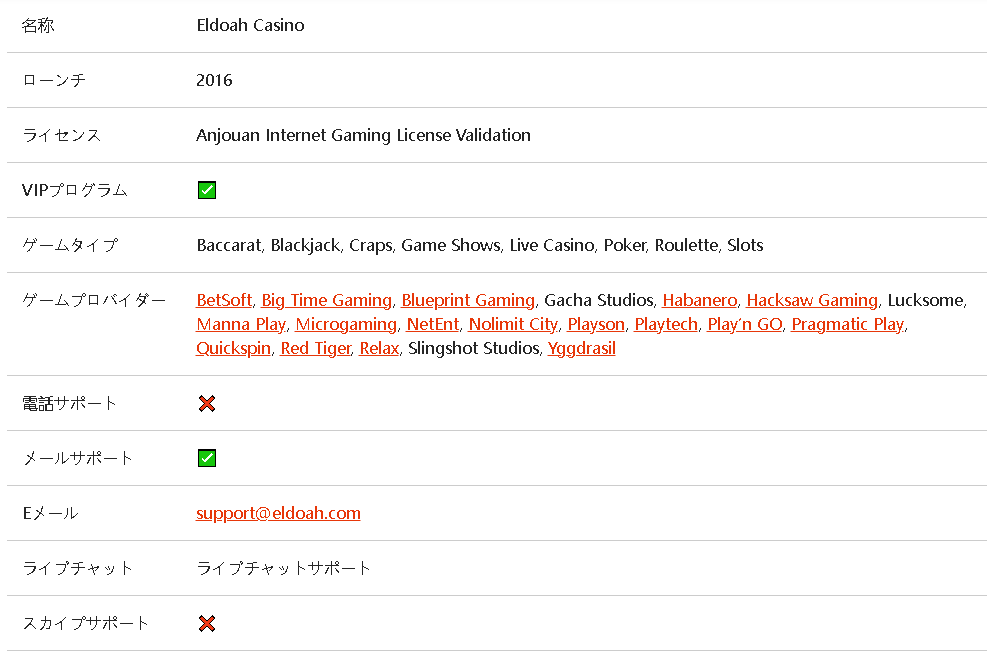 名称 Eldoah Casino
ローンチ 2016
ライセンス Anjouan Internet Gaming License Validation
VIPプログラム ✅
ゲームタイプ Baccarat, Blackjack, Craps, Game Shows, Live Casino, Poker, Roulette, Slots
ゲームプロバイダー BetSoft, Big Time Gaming, Blueprint Gaming, Gacha Studios, Habanero, Hacksaw Gaming, Lucksome,
Manna Play, Microgaming, NetEnt, Nolimit City, Playson, Playtech, Play´n GO, Pragmatic Play,
Quickspin, Red Tiger, Relax, Slingshot Studios, Yggdrasil
電話サポート ❌
メールサポート ✅
Eメール support@eldoah.com
ライブチャット ライブチャットサポート
スカイプサポート ❌